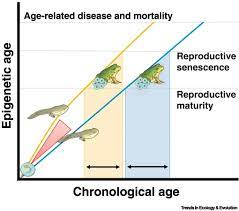 Age-related disease and mortality
Reproductive
senescence
Reproductive
maturity
Epigenetic age
Chronological age
Trends in Ecology & Evolution